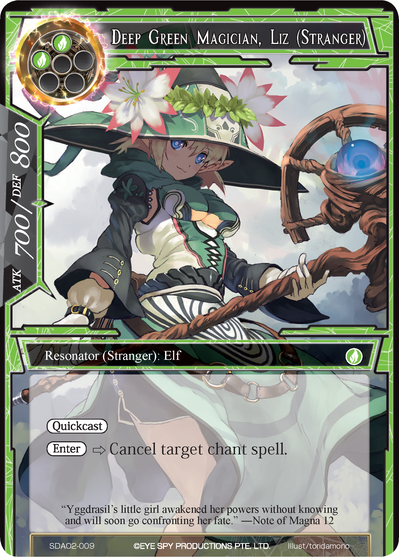 Deep Green Magician, Liz (Stranger)
ATK 700 / DEF 800
Resonator (Stranger): Elf
Quickcast
Enter ⇨ Cancel target chant spell.
“Yggdrasil’s little girl awakened her powers without knowing
and will soon go confronting her fate.” —Note of Magna 12
SDAO2-009 ©EYE SPY PRODUCTIONS PTE. LTD. Illust/tondamono